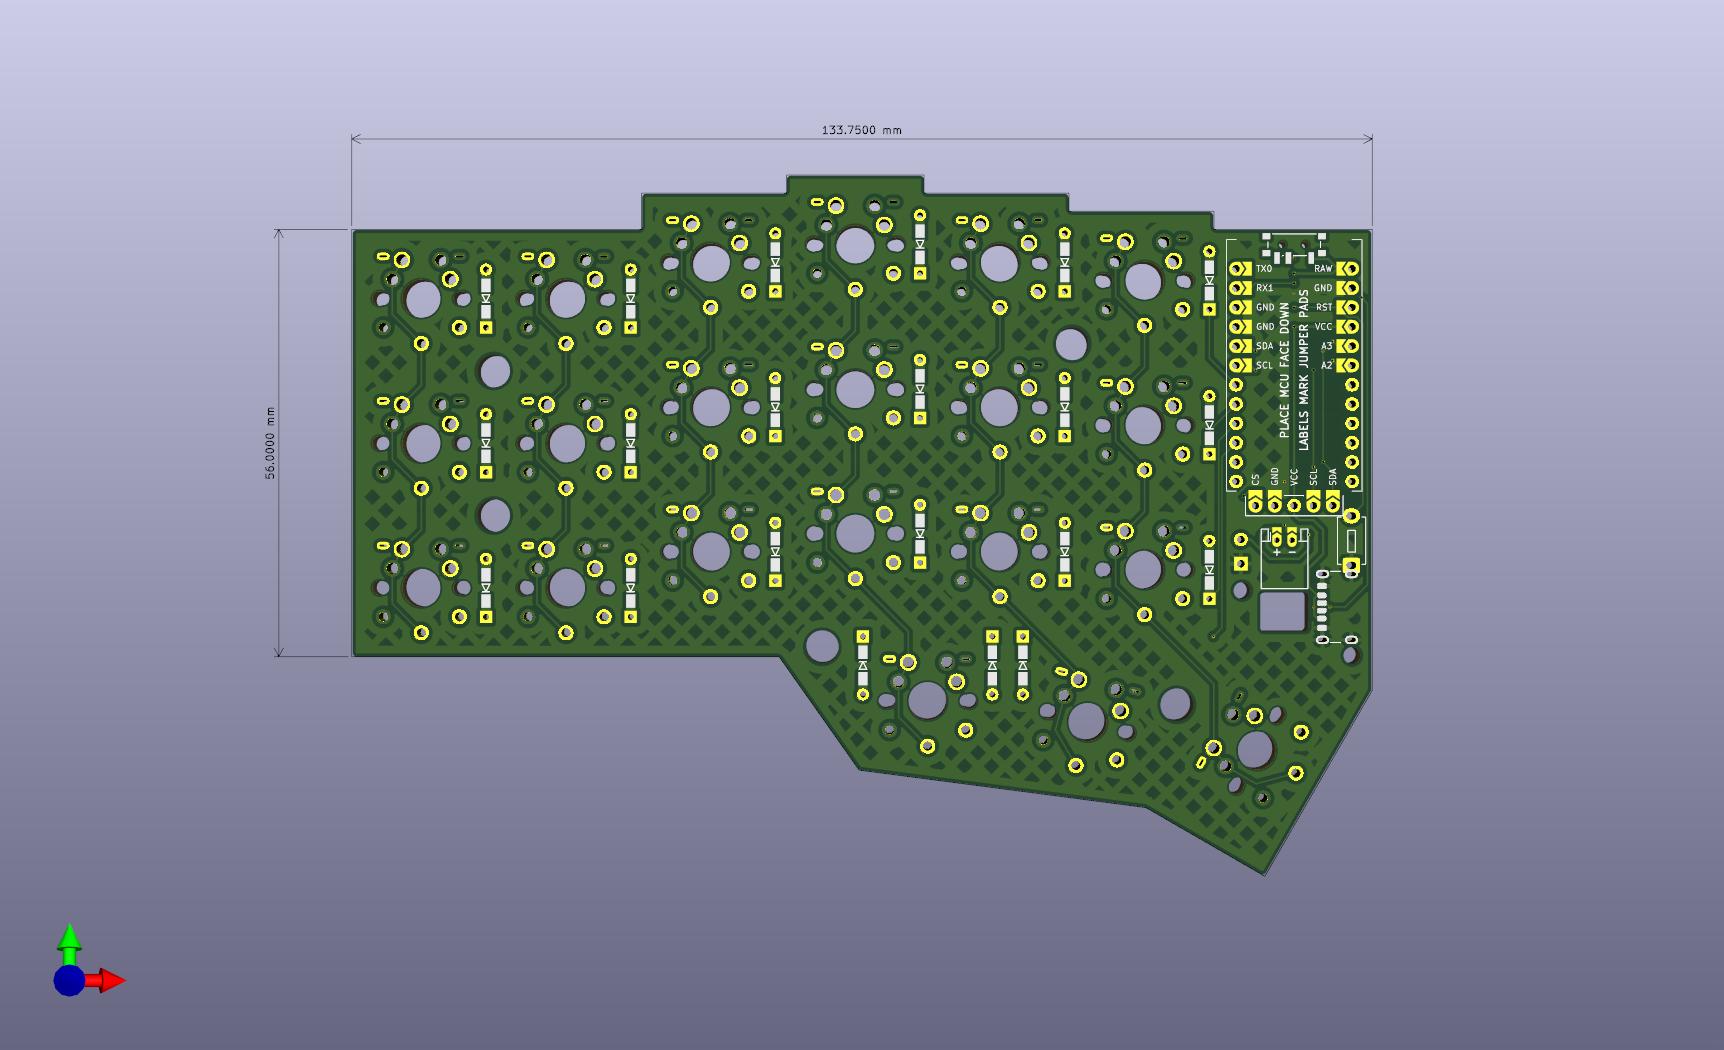 133.7500 mm
56.0000 mm
TX0 RAW
RX1 GND
GND RST
GND VCC
SDA A3
SCL A2
PLACE MCU FACE DOWN
LABELS MARK JUMPER PADS
CS GND VCC SCL SDA
+ −